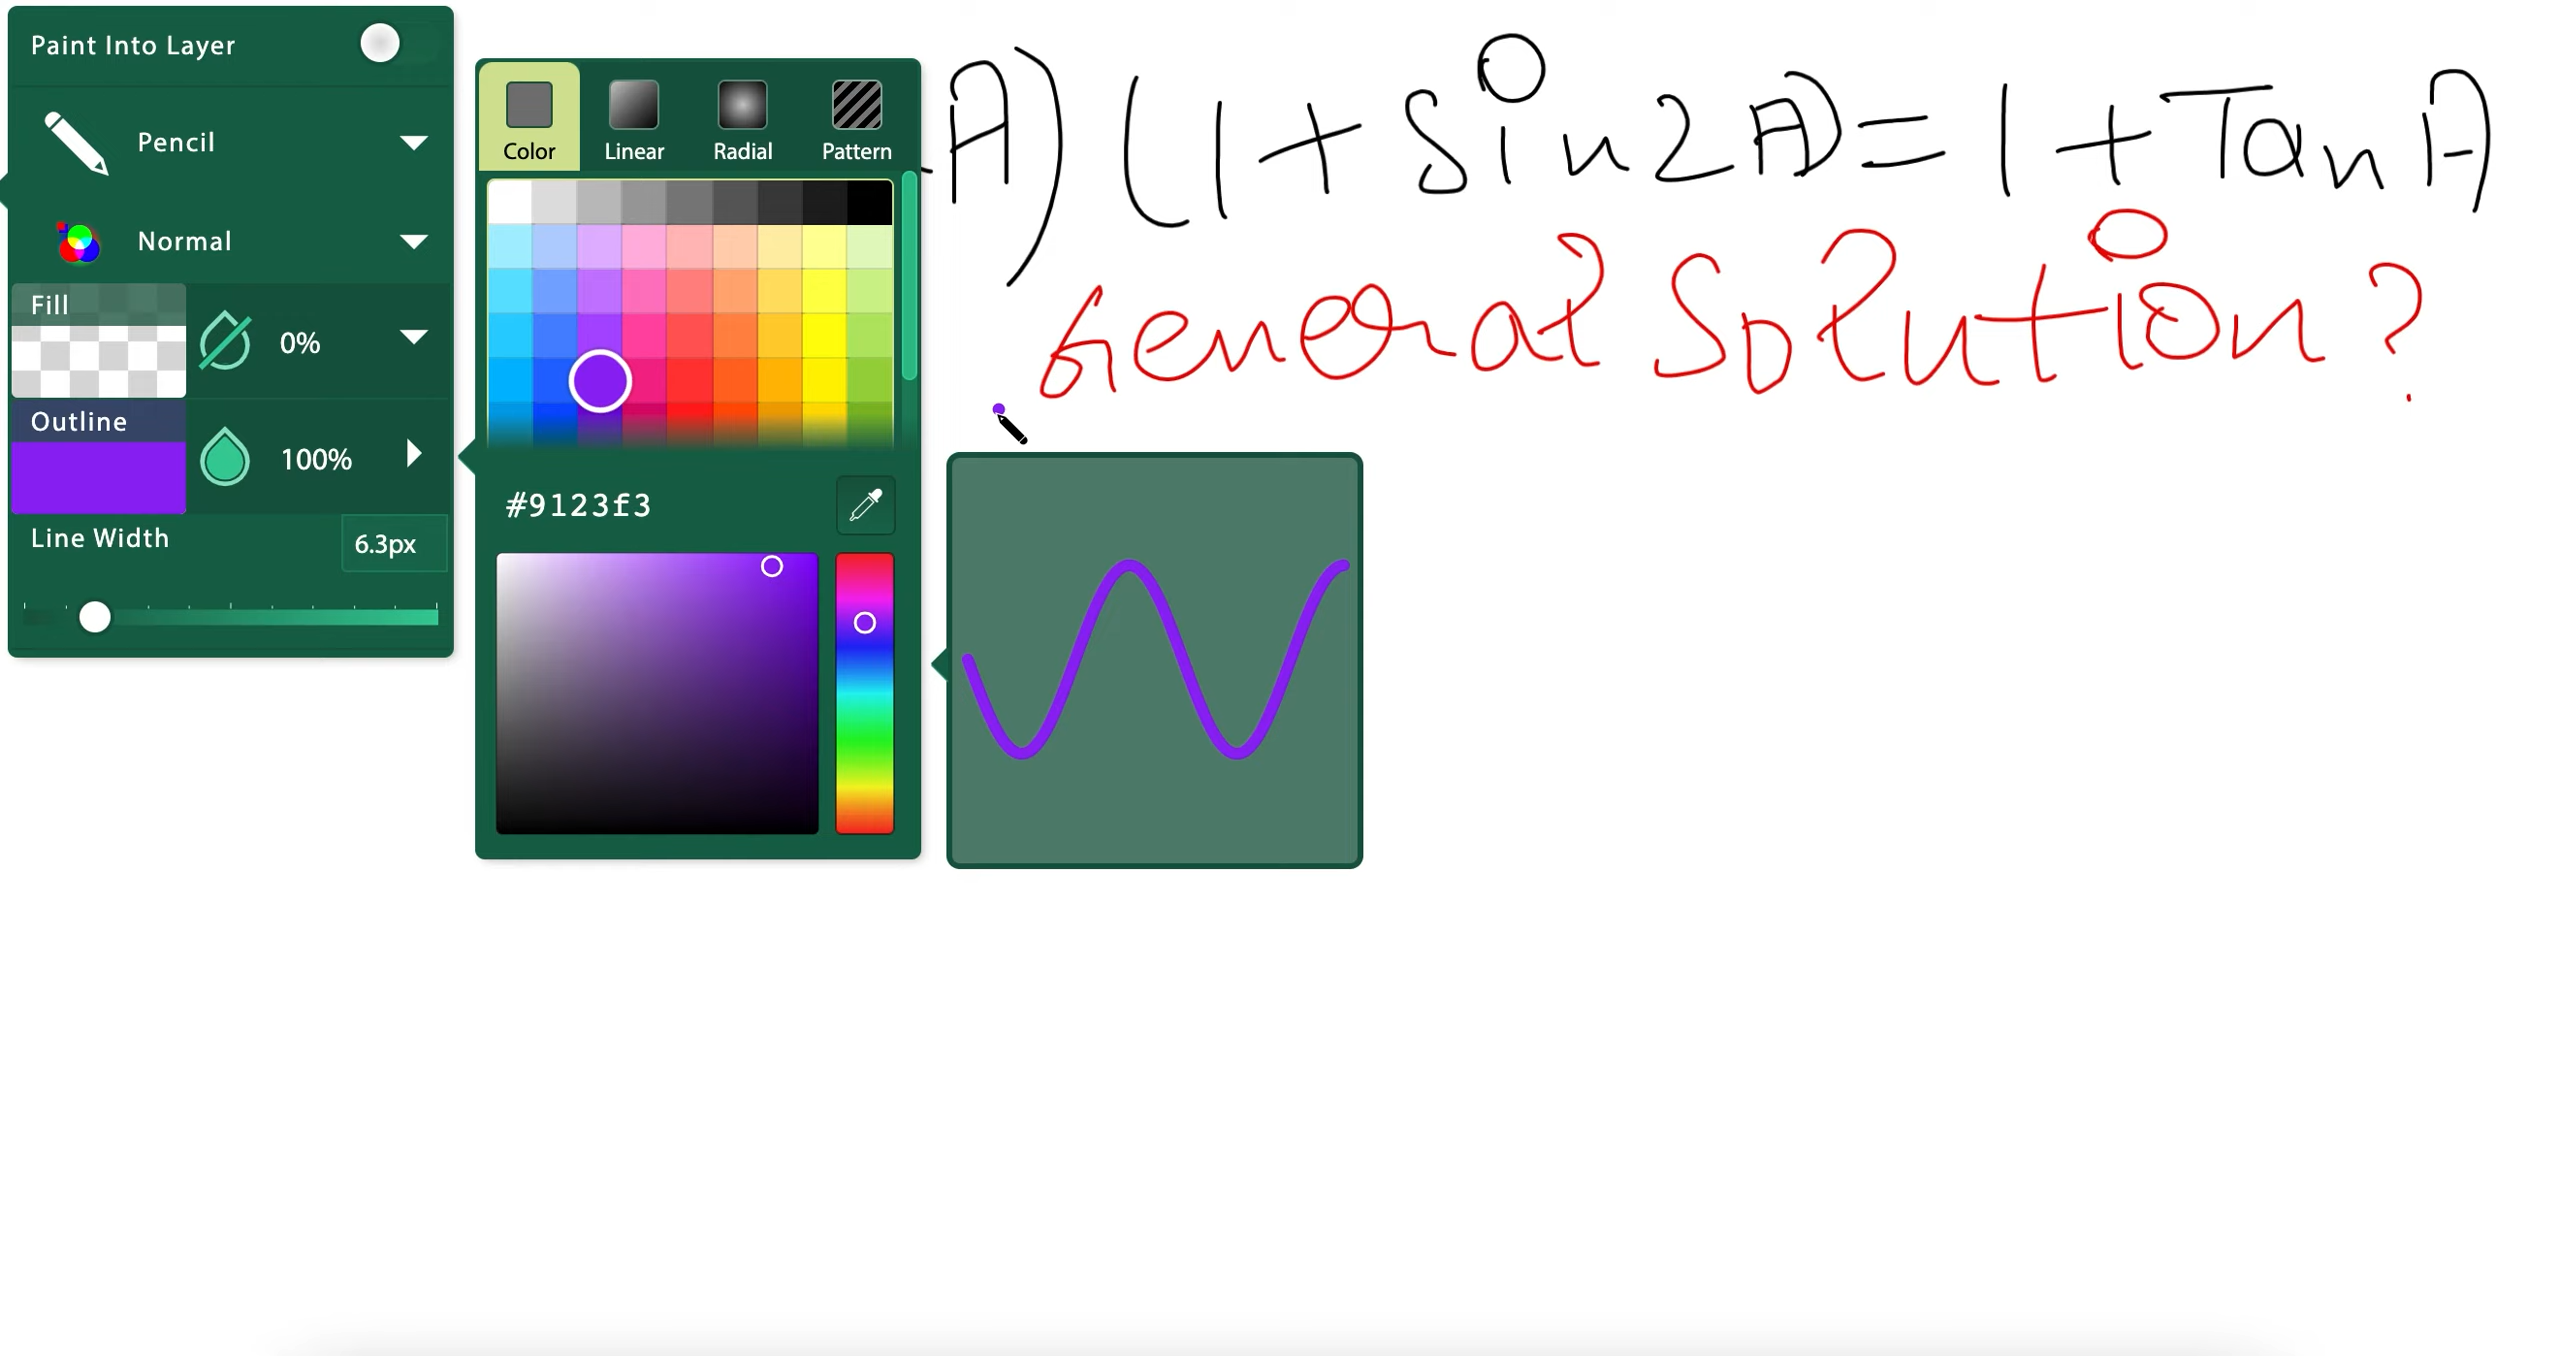 Paint Into Layer
Pencil
Normal
Fill
0%
Outline
100%
Line Width
6.3px
Color Linear Radial Pattern
#9123f3
A) (1 + Sin2A) = 1 + TanA
General Solution?